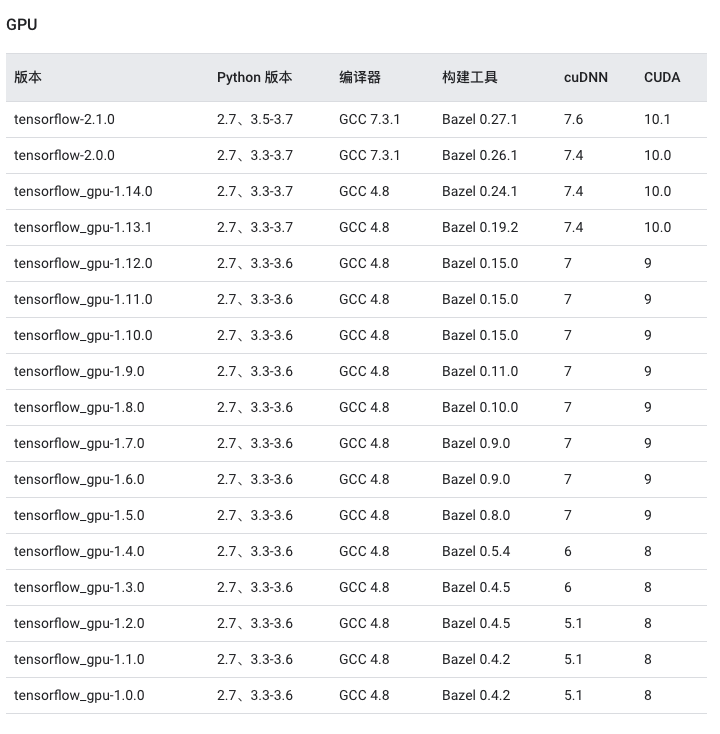 GPU
版本 Python 版本 编译器 构建工具 cuDNN CUDA
tensorflow-2.1.0 2.7、3.5-3.7 GCC 7.3.1 Bazel 0.27.1 7.6 10.1
tensorflow-2.0.0 2.7、3.3-3.7 GCC 7.3.1 Bazel 0.26.1 7.4 10.0
tensorflow_gpu-1.14.0 2.7、3.3-3.7 GCC 4.8 Bazel 0.24.1 7.4 10.0
tensorflow_gpu-1.13.1 2.7、3.3-3.7 GCC 4.8 Bazel 0.19.2 7.4 10.0
tensorflow_gpu-1.12.0 2.7、3.3-3.6 GCC 4.8 Bazel 0.15.0 7 9
tensorflow_gpu-1.11.0 2.7、3.3-3.6 GCC 4.8 Bazel 0.15.0 7 9
tensorflow_gpu-1.10.0 2.7、3.3-3.6 GCC 4.8 Bazel 0.15.0 7 9
tensorflow_gpu-1.9.0 2.7、3.3-3.6 GCC 4.8 Bazel 0.11.0 7 9
tensorflow_gpu-1.8.0 2.7、3.3-3.6 GCC 4.8 Bazel 0.10.0 7 9
tensorflow_gpu-1.7.0 2.7、3.3-3.6 GCC 4.8 Bazel 0.9.0 7 9
tensorflow_gpu-1.6.0 2.7、3.3-3.6 GCC 4.8 Bazel 0.9.0 7 9
tensorflow_gpu-1.5.0 2.7、3.3-3.6 GCC 4.8 Bazel 0.8.0 7 9
tensorflow_gpu-1.4.0 2.7、3.3-3.6 GCC 4.8 Bazel 0.5.4 6 8
tensorflow_gpu-1.3.0 2.7、3.3-3.6 GCC 4.8 Bazel 0.4.5 6 8
tensorflow_gpu-1.2.0 2.7、3.3-3.6 GCC 4.8 Bazel 0.4.5 5.1 8
tensorflow_gpu-1.1.0 2.7、3.3-3.6 GCC 4.8 Bazel 0.4.2 5.1 8
tensorflow_gpu-1.0.0 2.7、3.3-3.6 GCC 4.8 Bazel 0.4.2 5.1 8